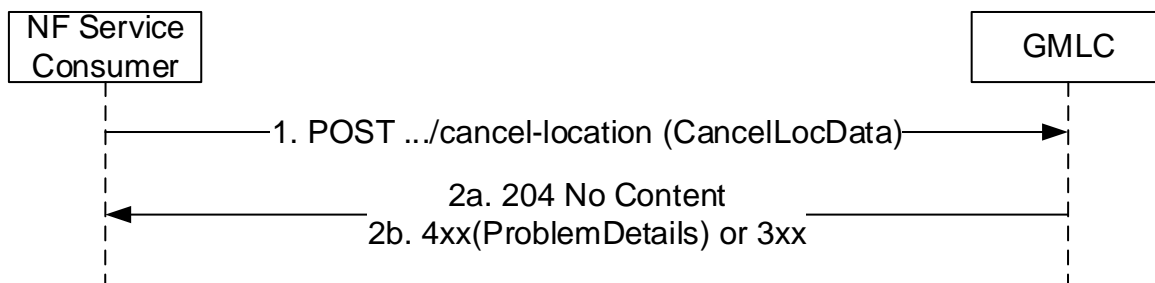 NF Service
Consumer
GMLC
1. POST .../cancel-location (CancelLocData)
2a. 204 No Content
2b. 4xx(ProblemDetails) or 3xx